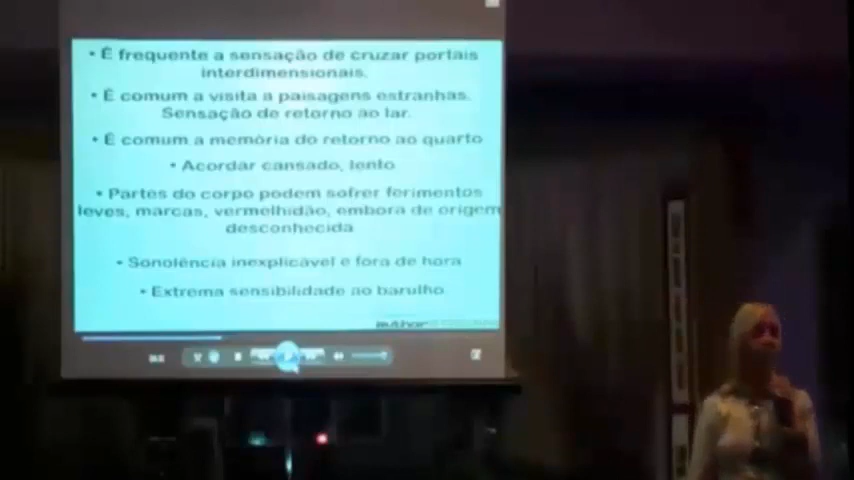 • É frequente a sensação de cruzar portais
interdimensionais.
• É comum a visita a paisagens estranhas.
Sensação de retorno ao lar.
• É comum a memória do retorno ao quarto
• Acordar cansado, lento
• Partes do corpo podem sofrer ferimentos
leves, marcas, vermelhidão, embora de origem
desconhecida
• Sonolência inexplicável e fora de hora
• Extrema sensibilidade ao barulho